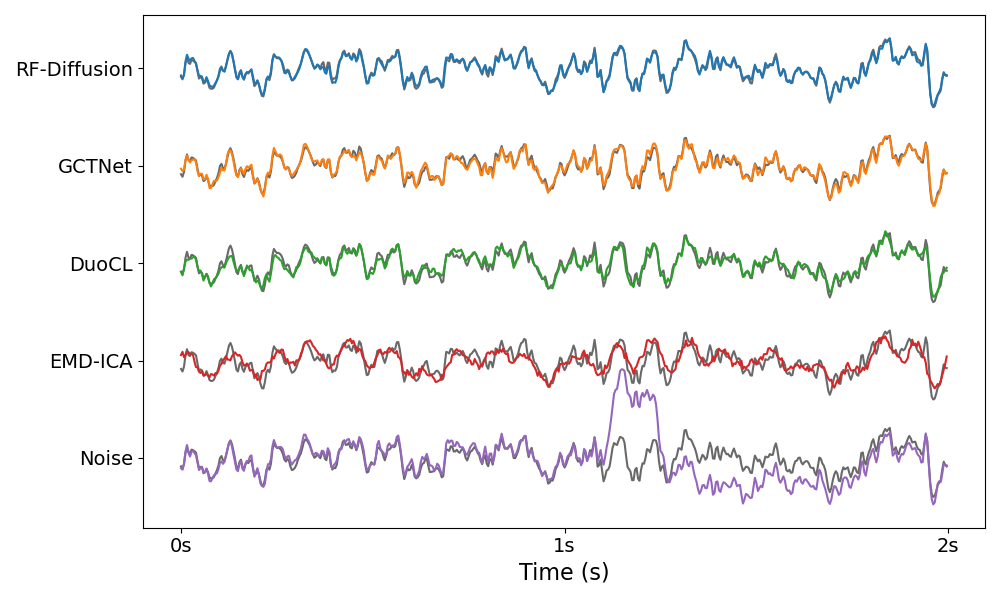 RF-Diffusion
GCTNet
DuoCL
EMD-ICA
Noise
0s 1s 2s
Time (s)